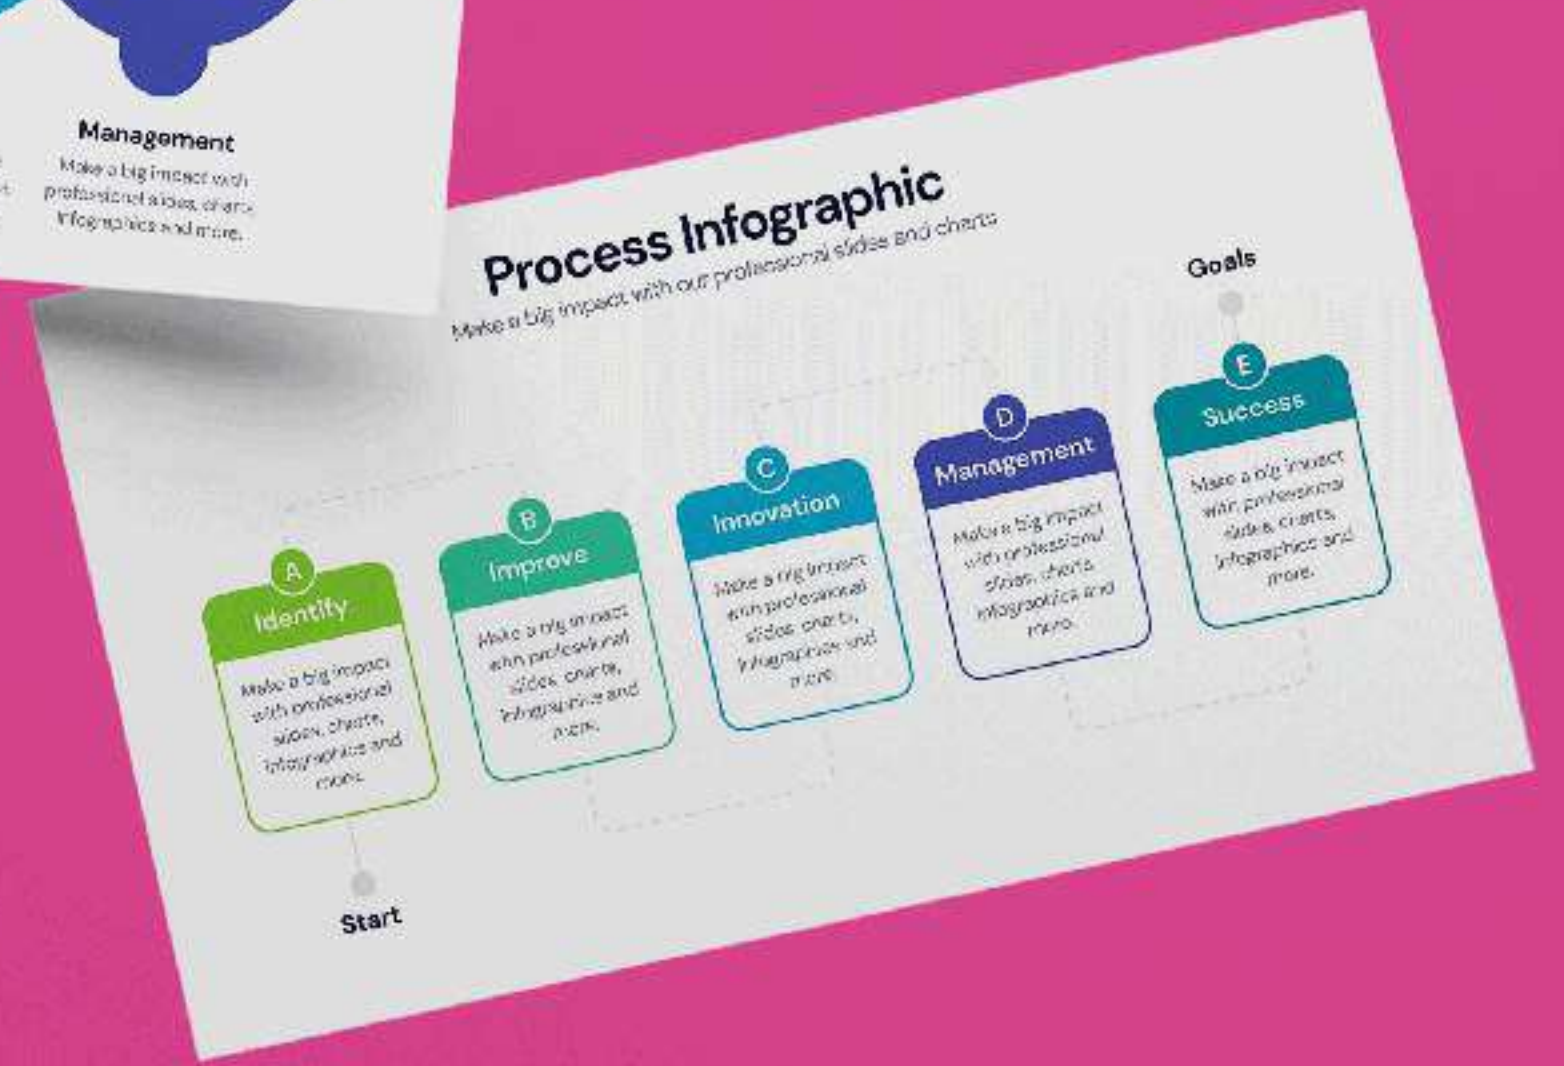 Management
Make a big impact with
professional slides, charts
Infographics and more.
Process Infographic
Make a big impact with our professional slides and charts
Goals
E
Success
Make a big impact
with professional
slides, charts,
Infographics and
more.
D
Management
Make a big impact
with professional
slides, charts,
Infographics and
more.
C
Innovation
Make a big impact
with professional
slides, charts,
Infographics and
more.
B
Improve
Make a big impact
with professional
slides, charts,
Infographics and
more.
A
Identify
Make a big impact
with professional
slides, charts,
Infographics and
more.
Start